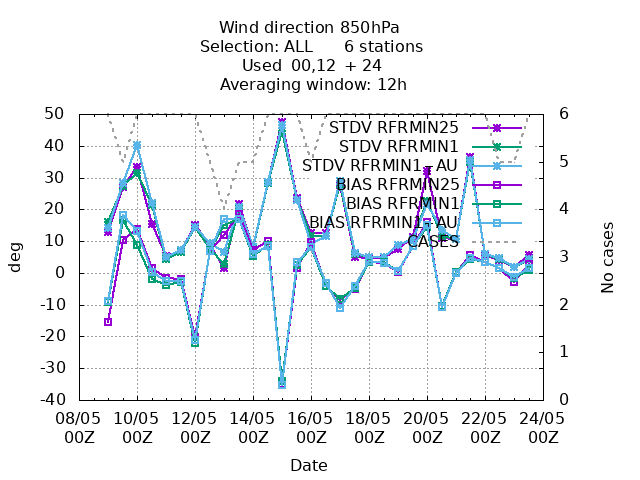 Wind direction 850hPa
Selection: ALL 6 stations
Used 00,12 + 24
Averaging window: 12h
50 6
40 5
30 4
20 3
10 2
0 1
-10 0
-20
-30
-40
STDV RFRMIN25
STDV RFRMIN1
STDV RFRMIN1_AU
BIAS RFRMIN25
BIAS RFRMIN1
BIAS RFRMIN1_AU
CASES
deg
No cases
08/05 10/05 12/05 14/05 16/05 18/05 20/05 22/05 24/05
00Z 00Z 00Z 00Z 00Z 00Z 00Z 00Z 00Z
Date